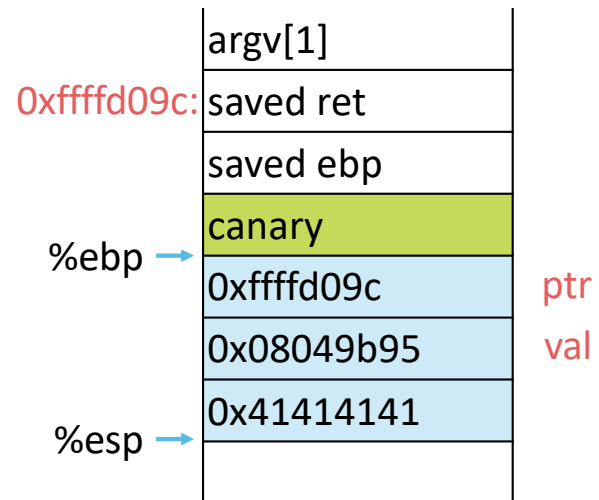 argv[1]
0xffffd09c: saved ret
saved ebp
canary
%ebp
0xffffd09c ptr
0x08049b95 val
0x41414141
%esp